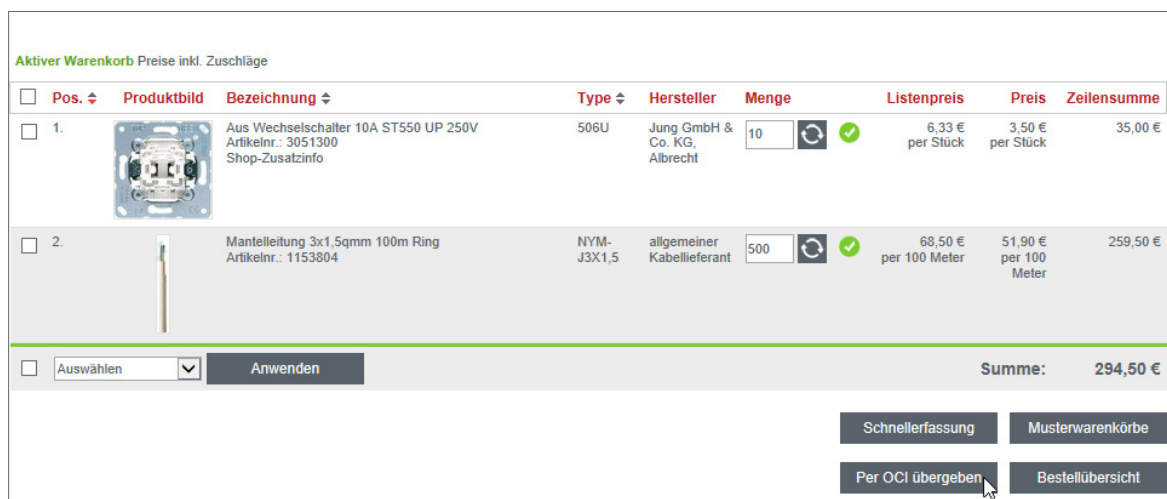 Aktiver Warenkorb Preise inkl. Zuschläge
Pos. Produktbild Bezeichnung Type Hersteller Menge Listenpreis Preis Zeilensumme
1. Aus Wechselschalter 10A ST550 UP 250V 506U Jung GmbH & 10 6,33 € 3,50 € 35,00 €
Artikelnr.: 3051300 Co. KG, per Stück per Stück
Shop-Zusatzinfo Albrecht
2. Mantelleitung 3x1,5qmm 100m Ring NYM- allgemeiner 500 68,50 € 51,90 € 259,50 €
Artikelnr.: 1153804 J3X1,5 Kabellieferant per 100 Meter per 100
Meter
Auswählen Anwenden Summe: 294,50 €
Schnellerfassung Musterwarenkörbe
Per OCI übergeben Bestellübersicht